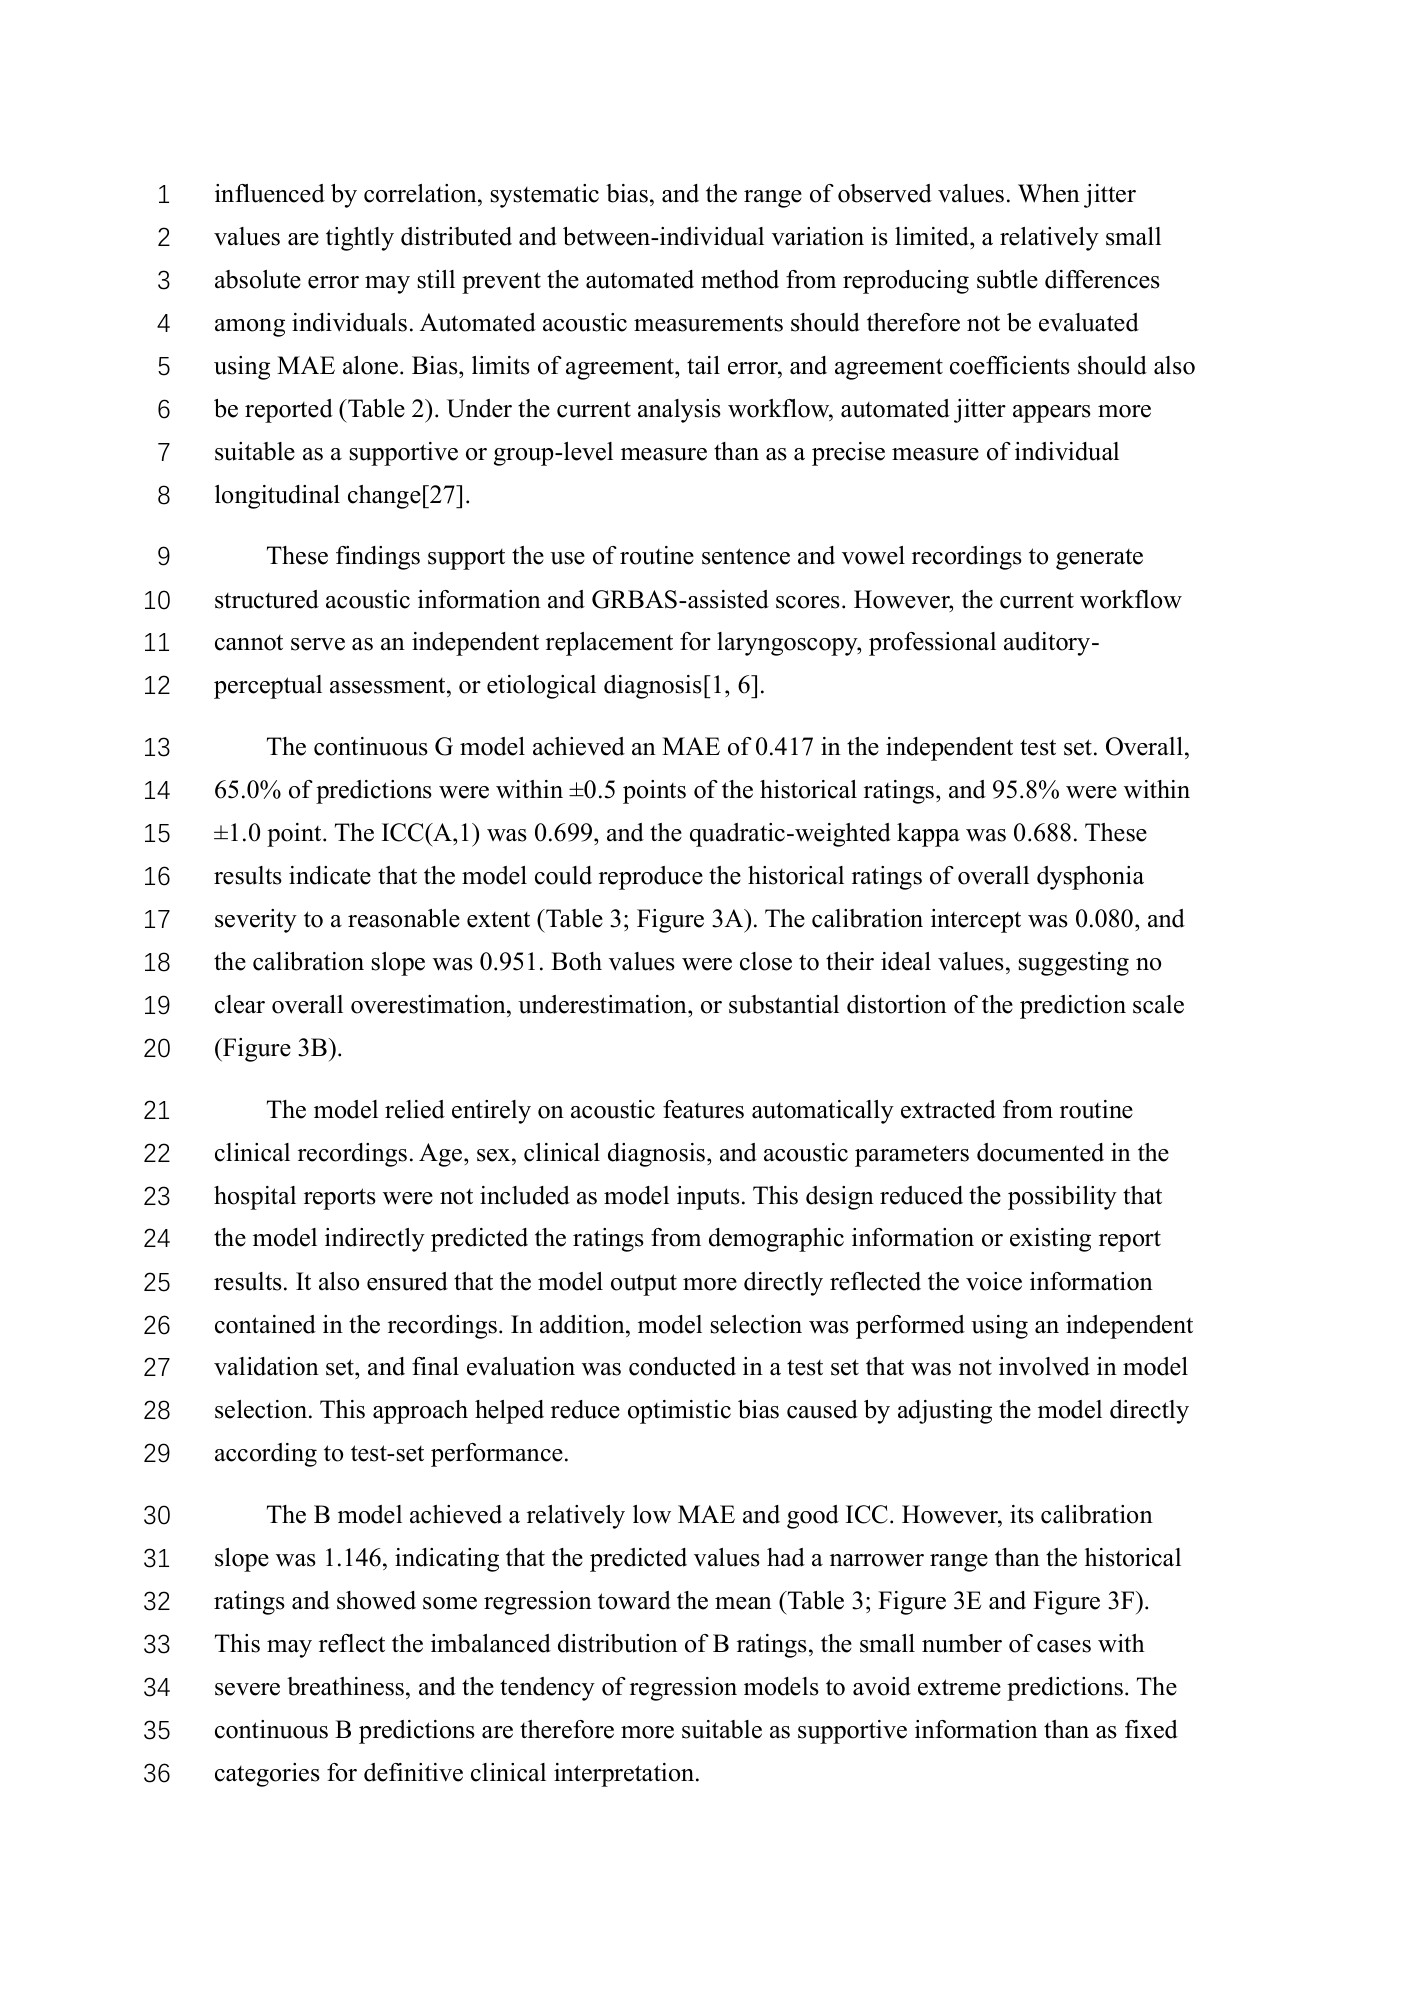 1 influenced by correlation, systematic bias, and the range of observed values. When jitter
2 values are tightly distributed and between-individual variation is limited, a relatively small
3 absolute error may still prevent the automated method from reproducing subtle differences
4 among individuals. Automated acoustic measurements should therefore not be evaluated
5 using MAE alone. Bias, limits of agreement, tail error, and agreement coefficients should also
6 be reported (Table 2). Under the current analysis workflow, automated jitter appears more
7 suitable as a supportive or group-level measure than as a precise measure of individual
8 longitudinal change[27].
9 These findings support the use of routine sentence and vowel recordings to generate
10 structured acoustic information and GRBAS-assisted scores. However, the current workflow
11 cannot serve as an independent replacement for laryngoscopy, professional auditory-
12 perceptual assessment, or etiological diagnosis[1, 6].
13 The continuous G model achieved an MAE of 0.417 in the independent test set. Overall,
14 65.0% of predictions were within ±0.5 points of the historical ratings, and 95.8% were within
15 ±1.0 point. The ICC(A,1) was 0.699, and the quadratic-weighted kappa was 0.688. These
16 results indicate that the model could reproduce the historical ratings of overall dysphonia
17 severity to a reasonable extent (Table 3; Figure 3A). The calibration intercept was 0.080, and
18 the calibration slope was 0.951. Both values were close to their ideal values, suggesting no
19 clear overall overestimation, underestimation, or substantial distortion of the prediction scale
20 (Figure 3B).
21 The model relied entirely on acoustic features automatically extracted from routine
22 clinical recordings. Age, sex, clinical diagnosis, and acoustic parameters documented in the
23 hospital reports were not included as model inputs. This design reduced the possibility that
24 the model indirectly predicted the ratings from demographic information or existing report
25 results. It also ensured that the model output more directly reflected the voice information
26 contained in the recordings. In addition, model selection was performed using an independent
27 validation set, and final evaluation was conducted in a test set that was not involved in model
28 selection. This approach helped reduce optimistic bias caused by adjusting the model directly
29 according to test-set performance.
30 The B model achieved a relatively low MAE and good ICC. However, its calibration
31 slope was 1.146, indicating that the predicted values had a narrower range than the historical
32 ratings and showed some regression toward the mean (Table 3; Figure 3E and Figure 3F).
33 This may reflect the imbalanced distribution of B ratings, the small number of cases with
34 severe breathiness, and the tendency of regression models to avoid extreme predictions. The
35 continuous B predictions are therefore more suitable as supportive information than as fixed
36 categories for definitive clinical interpretation.